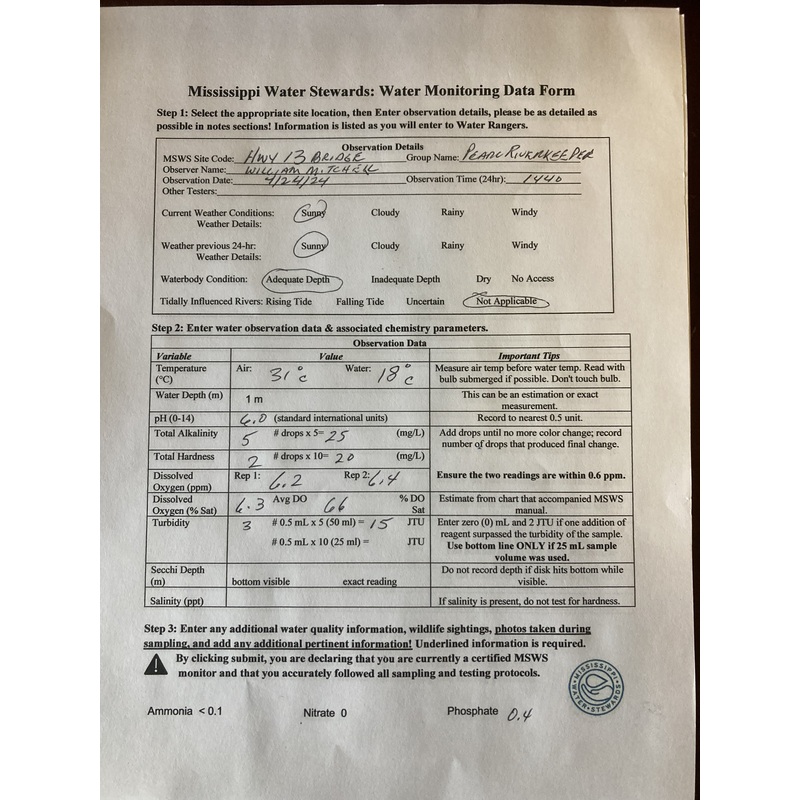 Mississippi Water Stewards: Water Monitoring Data Form
Step 1: Select the appropriate site location, then Enter observation details, please be as detailed as
possible in notes sections! Information is listed as you will enter to Water Rangers.
Observation Details
MSWS Site Code: HWY 13 BRIDGE Group Name: PEARL RIVERKEEPER
Observer Name: WILLIAM MITCHELL
Observation Date: 4/24/24 Observation Time (24hr): 1440
Other Testers:
Current Weather Conditions: Sunny Cloudy Rainy Windy
Weather Details:
Weather previous 24-hr: Sunny Cloudy Rainy Windy
Weather Details:
Waterbody Condition: Adequate Depth Inadequate Depth Dry No Access
Tidally Influenced Rivers: Rising Tide Falling Tide Uncertain Not Applicable
Step 2: Enter water observation data & associated chemistry parameters.
Observation Data
Variable Value Important Tips
Temperature (°C) Air: 31°c Water: 18°c Measure air temp before water temp. Read with
bulb submerged if possible. Don't touch bulb.
Water Depth (m) 1 m This can be an estimation or exact
measurement.
pH (0-14) 6.0 (standard international units) Record to nearest 0.5 unit.
Total Alkalinity 5 # drops x 5= 25 (mg/L) Add drops until no more color change; record
number of drops that produced final change.
Total Hardness 2 # drops x 10= 20 (mg/L)
Dissolved Oxygen (ppm) Rep 1: 6.2 Rep 2: 6.4 Ensure the two readings are within 0.6 ppm.
Dissolved Oxygen (% Sat) 6.3 Avg DO 66 % DO Sat Estimate from chart that accompanied MSWS
manual.
Turbidity 3 # 0.5 mL x 5 (50 ml) = 15 JTU Enter zero (0) mL and 2 JTU if one addition of
reagent surpassed the turbidity of the sample.
# 0.5 mL x 10 (25 ml) = JTU Use bottom line ONLY if 25 mL sample
volume was used.
Secchi Depth (m) bottom visible exact reading Do not record depth if disk hits bottom while
visible.
Salinity (ppt) If salinity is present, do not test for hardness.
Step 3: Enter any additional water quality information, wildlife sightings, photos taken during
sampling, and add any additional pertinent information! Underlined information is required.
By clicking submit, you are declaring that you are currently a certified MSWS
monitor and that you accurately followed all sampling and testing protocols.
MISSISSIPPI WATER STEWARDS
Ammonia < 0.1 Nitrate 0 Phosphate 0.4